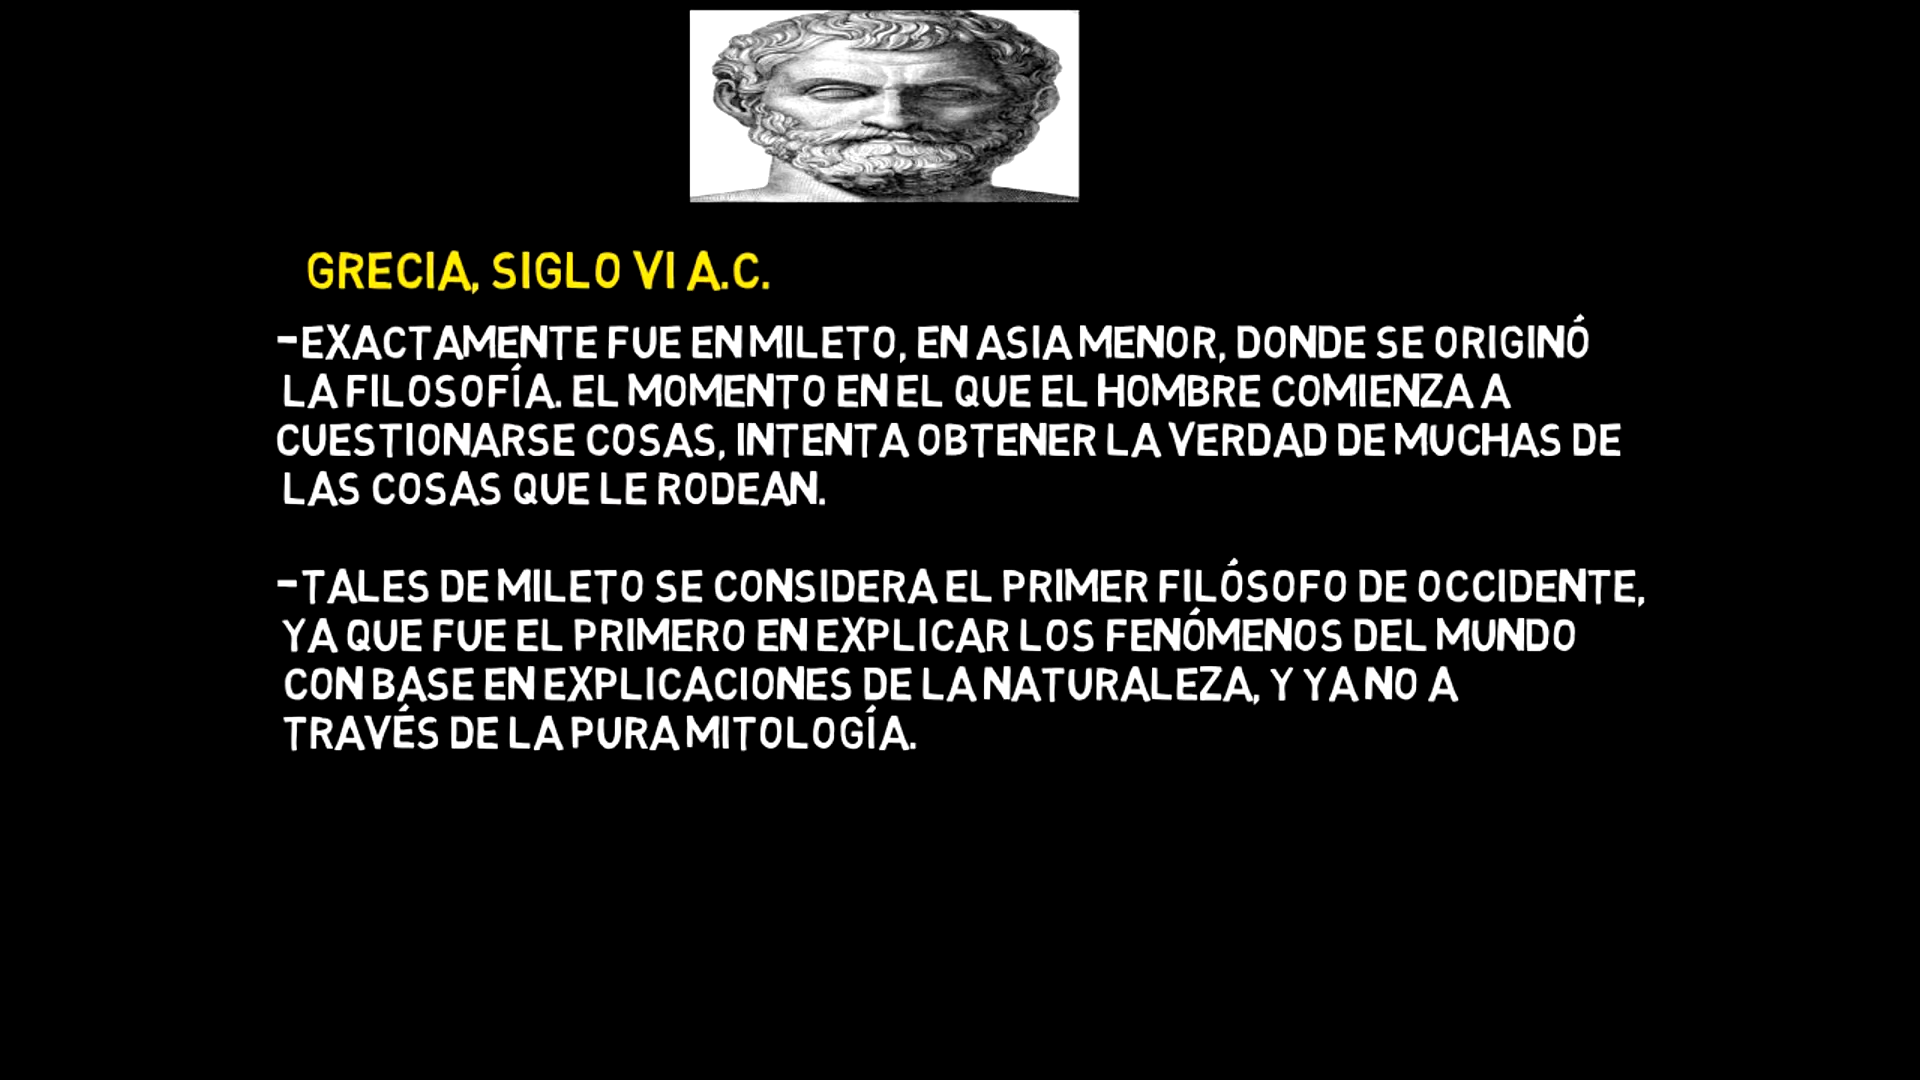 GRECIA, SIGLO VI A.C.
-EXACTAMENTE FUE EN MILETO, EN ASIA MENOR, DONDE SE ORIGINÓ
LA FILOSOFÍA. EL MOMENTO EN EL QUE EL HOMBRE COMIENZA A
CUESTIONARSE COSAS, INTENTA OBTENER LA VERDAD DE MUCHAS DE
LAS COSAS QUE LE RODEAN.
-TALES DE MILETO SE CONSIDERA EL PRIMER FILÓSOFO DE OCCIDENTE,
YA QUE FUE EL PRIMERO EN EXPLICAR LOS FENÓMENOS DEL MUNDO
CON BASE EN EXPLICACIONES DE LA NATURALEZA, Y YA NO A
TRAVÉS DE LA PURA MITOLOGÍA.